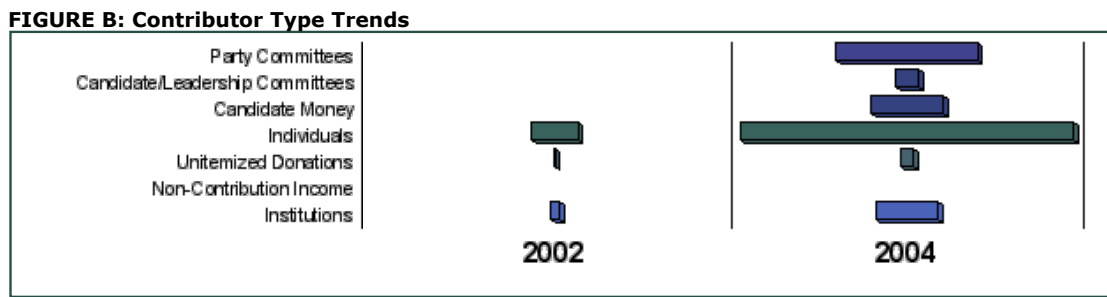 FIGURE B: Contributor Type Trends
Party Committees
Candidate/Leadership Committees
Candidate Money
Individuals
Unitemized Donations
Non-Contribution Income
Institutions
2002 2004